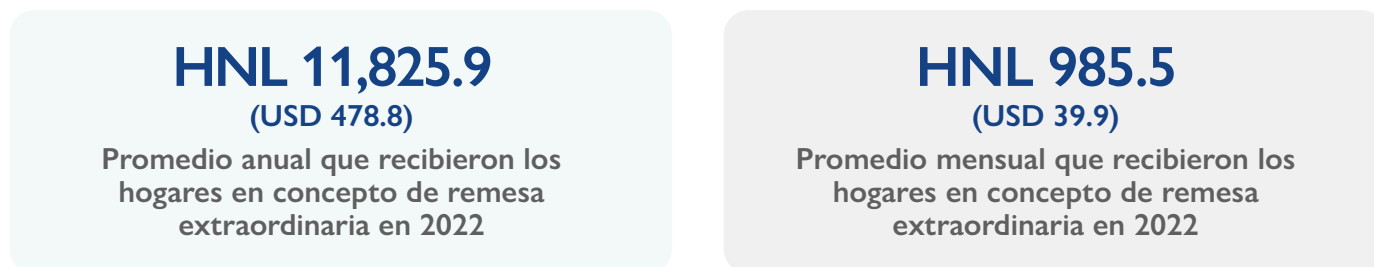 HNL 11,825.9
(USD 478.8)
Promedio anual que recibieron los
hogares en concepto de remesa
extraordinaria en 2022
HNL 985.5
(USD 39.9)
Promedio mensual que recibieron los
hogares en concepto de remesa
extraordinaria en 2022